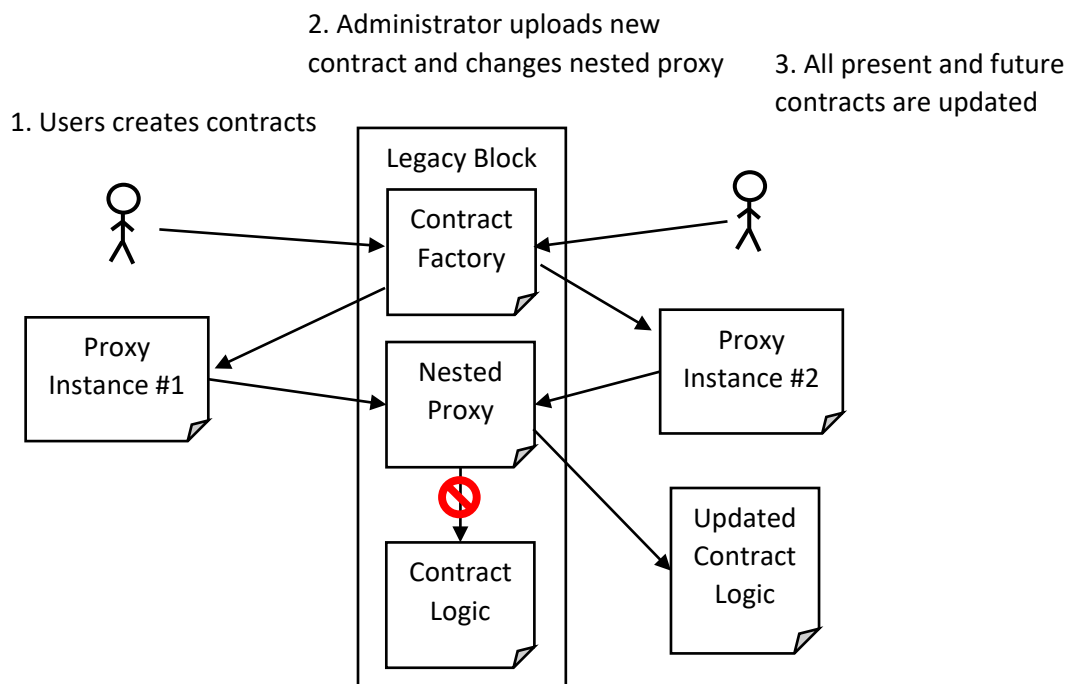 2. Administrator uploads new
contract and changes nested proxy
3. All present and future
contracts are updated
1. Users creates contracts
Legacy Block
Contract
Factory
Proxy
Instance #1
Nested
Proxy
Proxy
Instance #2
Contract
Logic
Updated
Contract
Logic